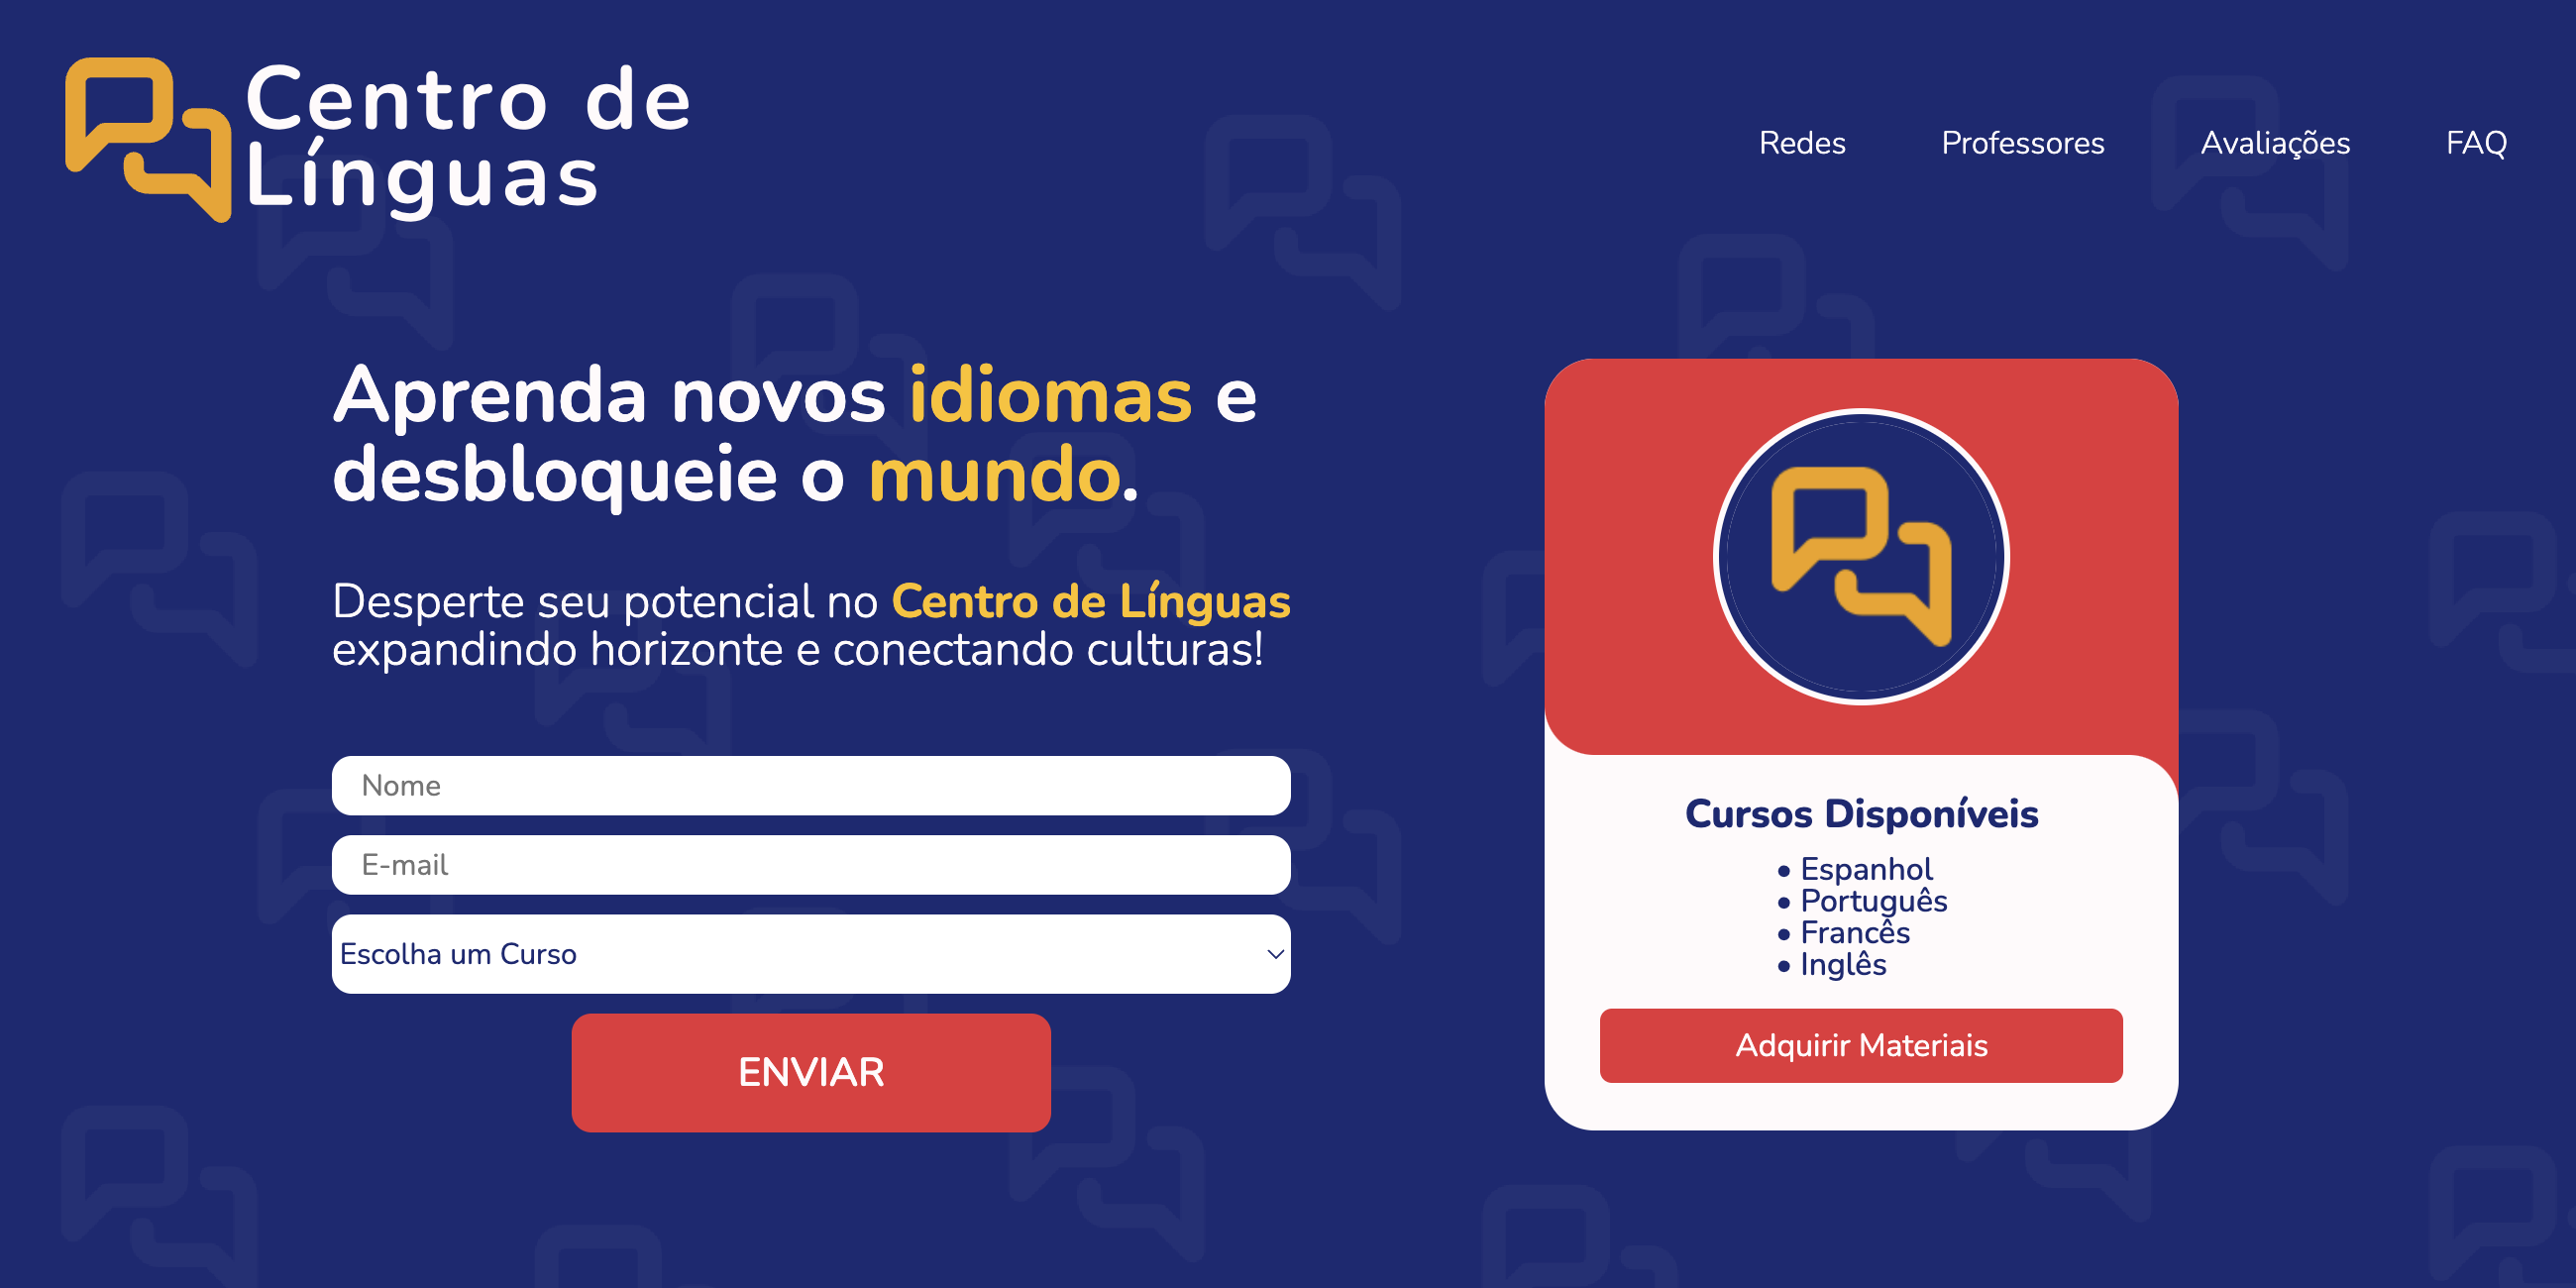 Centro de
Línguas
Redes
Professores
Avaliações
FAQ
Aprenda novos idiomas e
desbloqueie o mundo.
Desperte seu potencial no Centro de Línguas
expandindo horizonte e conectando culturas!
Nome
E-mail
Escolha um Curso
ENVIAR
Cursos Disponíveis
• Espanhol
• Português
• Francês
• Inglês
Adquirir Materiais